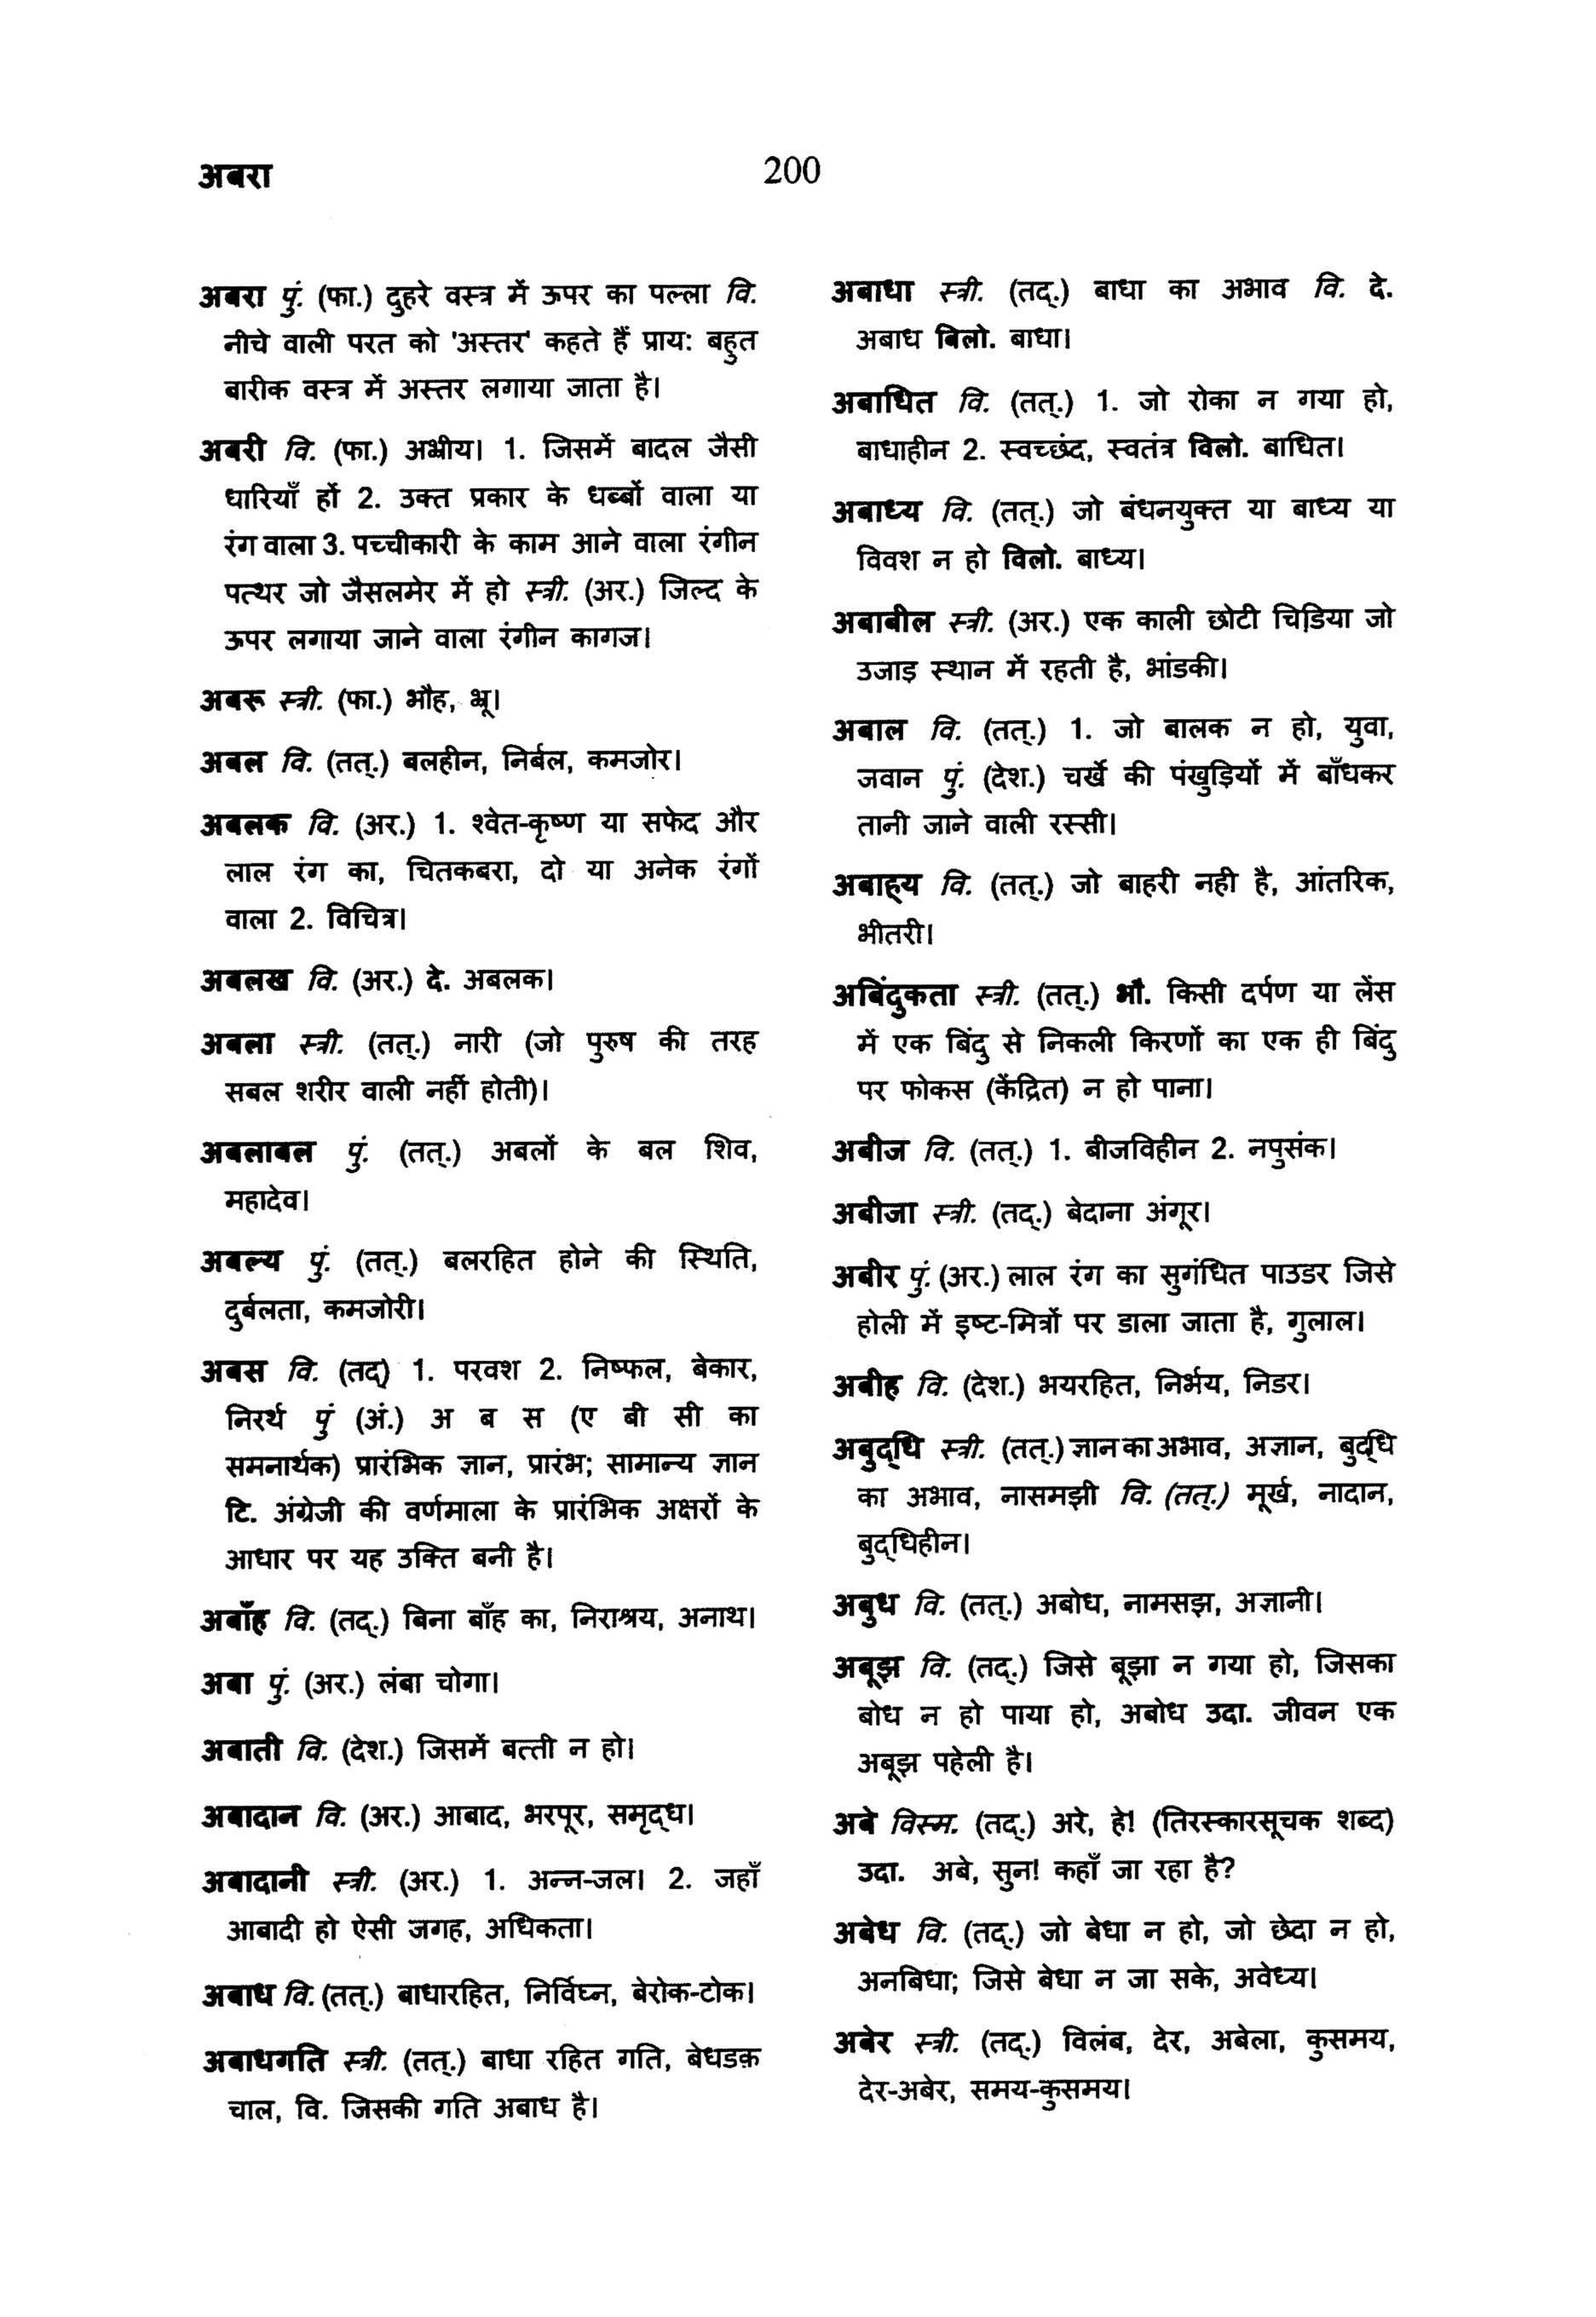 अबरा
200
अबरा पुं. (फा.) दुहरे वस्त्र में ऊपर का पल्ला वि.
नीचे वाली परत को 'अस्तर' कहते हैं प्राय: बहुत
बारीक वस्त्र में अस्तर लगाया जाता है।
अबरी वि. (फा.) अभ्रीय। 1. जिसमें बादल जैसी
धारियाँ हों 2. उक्त प्रकार के धब्बों वाला या
रंग वाला 3. पच्चीकारी के काम आने वाला रंगीन
पत्थर जो जैसलमेर में हो स्त्री. (अर.) जिल्द के
ऊपर लगाया जाने वाला रंगीन कागज।
अबरू स्त्री. (फा.) भौह, भ्रू।
अबल वि. (तत्.) बलहीन, निर्बल, कमजोर।
अबलक वि. (अर.) 1. श्वेत-कृष्ण या सफेद और
लाल रंग का, चितकबरा, दो या अनेक रंगों
वाला 2. विचित्र।
अबलख वि. (अर.) दे. अबलक।
अबला स्त्री. (तत्.) नारी (जो पुरुष की तरह
सबल शरीर वाली नहीं होती)।
अबलाबल पुं. (तत्.) अबलों के बल शिव,
महादेव।
अबल्य पुं. (तत्.) बलरहित होने की स्थिति,
दुर्बलता, कमजोरी।
अबस वि. (तद्) 1. परवश 2. निष्फल, बेकार,
निरर्थ पुं (अं.) अ ब स (ए बी सी का
समनार्थक) प्रारंभिक ज्ञान, प्रारंभ; सामान्य ज्ञान
टि. अंग्रेजी की वर्णमाला के प्रारंभिक अक्षरों के
आधार पर यह उक्ति बनी है।
अबाँह वि. (तद्.) बिना बाँह का, निराश्रय, अनाथ।
अबा पुं. (अर.) लंबा चोगा।
अबाती वि. (देश.) जिसमें बत्ती न हो।
अबादान वि. (अर.) आबाद, भरपूर, समृद्ध।
अबादानी स्त्री. (अर.) 1. अन्न-जल। 2. जहाँ
आबादी हो ऐसी जगह, अधिकता।
अबाध वि. (तत्.) बाधारहित, निर्विघ्न, बेरोक-टोक।
अबाधगति स्त्री. (तत्.) बाधा रहित गति, बेधडक़
चाल, वि. जिसकी गति अबाध है।
अबाधा स्त्री. (तद्.) बाधा का अभाव वि. दे.
अबाध विलो. बाधा।
अबाधित वि. (तत्.) 1. जो रोका न गया हो,
बाधाहीन 2. स्वच्छंद, स्वतंत्र विलो. बाधित।
अबाध्य वि. (तत्.) जो बंधनयुक्त या बाध्य या
विवश न हो विलो. बाध्य।
अबाबील स्त्री. (अर.) एक काली छोटी चिडि़या जो
उजाड़ स्थान में रहती है, भांडकी।
अबाल वि. (तत्.) 1. जो बालक न हो, युवा,
जवान पुं. (देश.) चर्खे की पंखुड़ियों में बाँधकर
तानी जाने वाली रस्सी।
अबाह्य वि. (तत्.) जो बाहरी नही है, आंतरिक,
भीतरी।
अबिंदुकता स्त्री. (तत्.) भौ. किसी दर्पण या लेंस
में एक बिंदु से निकली किरणों का एक ही बिंदु
पर फोकस (केंद्रित) न हो पाना।
अबीज वि. (तत्.) 1. बीजविहीन 2. नपुसंक।
अबीजा स्त्री. (तद्.) बेदाना अंगूर।
अबीर पुं. (अर.) लाल रंग का सुगंधित पाउडर जिसे
होली में इष्ट-मित्रों पर डाला जाता है, गुलाल।
अबीह वि. (देश.) भयरहित, निर्भय, निडर।
अबुद्धि स्त्री. (तत्.) ज्ञान का अभाव, अज्ञान, बुद्धि
का अभाव, नासमझी वि. (तत्.) मूर्ख, नादान,
बुद्धिहीन।
अबुध वि. (तत्.) अबोध, नामसझ, अज्ञानी।
अबूझ वि. (तद्.) जिसे बूझा न गया हो, जिसका
बोध न हो पाया हो, अबोध उदा. जीवन एक
अबूझ पहेली है।
अबे विस्म. (तद्.) अरे, हे! (तिरस्कारसूचक शब्द)
उदा. अबे, सुन! कहाँ जा रहा है?
अबेध वि. (तद्.) जो बेधा न हो, जो छेदा न हो,
अनबिधा; जिसे बेधा न जा सके, अवेध्य।
अबेर स्त्री. (तद्.) विलंब, देर, अबेला, कुसमय,
देर-अबेर, समय-कुसमय।